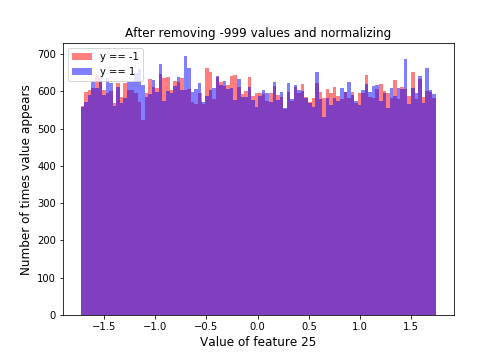 After removing -999 values and normalizing
y == -1
y == 1
Number of times value appears
700
600
500
400
300
200
100
0
−1.5 −1.0 −0.5 0.0 0.5 1.0 1.5
Value of feature 25